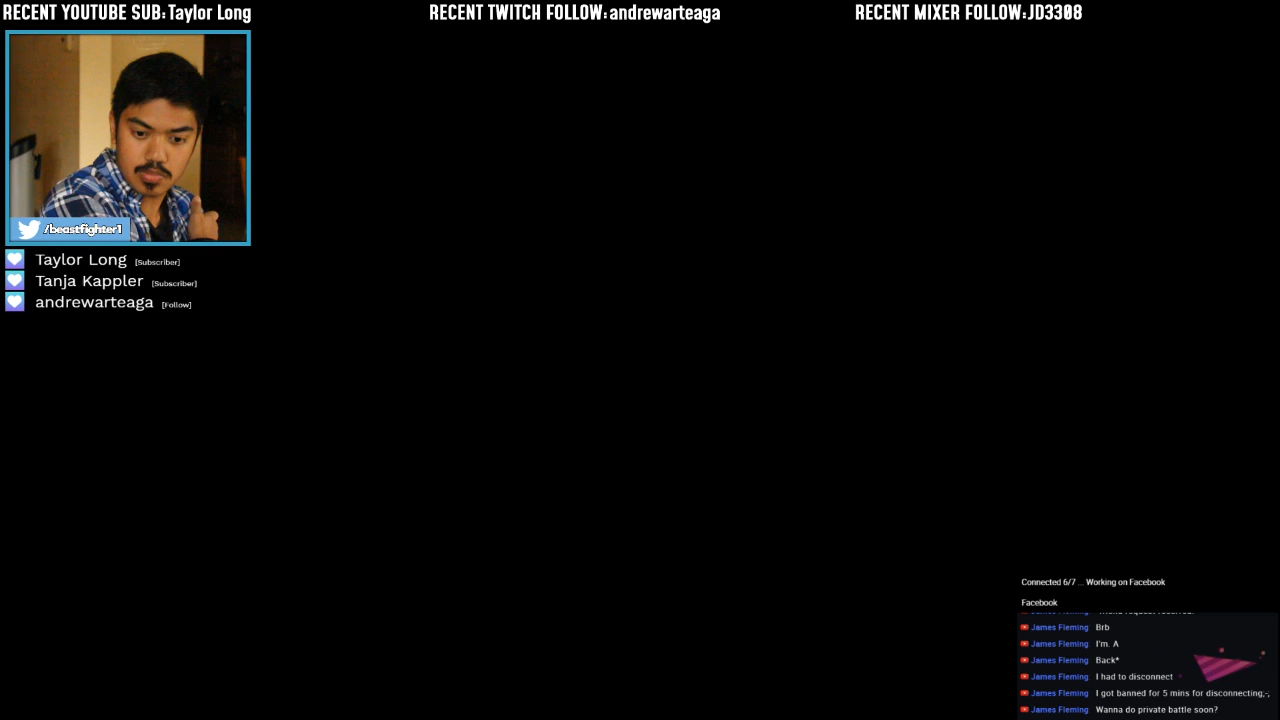 RECENT YOUTUBE SUB: Taylor Long
RECENT TWITCH FOLLOW: andrewarteaga
RECENT MIXER FOLLOW: JD3308
/beastfighter1
Taylor Long [Subscriber]
Tanja Kappler [Subscriber]
andrewarteaga [Follow]
Connected 6/7 ... Working on Facebook
Facebook
James Fleming Brb
James Fleming I'm. A
James Fleming Back*
James Fleming I had to disconnect
James Fleming I got banned for 5 mins for disconnecting;-;
James Fleming Wanna do private battle soon?